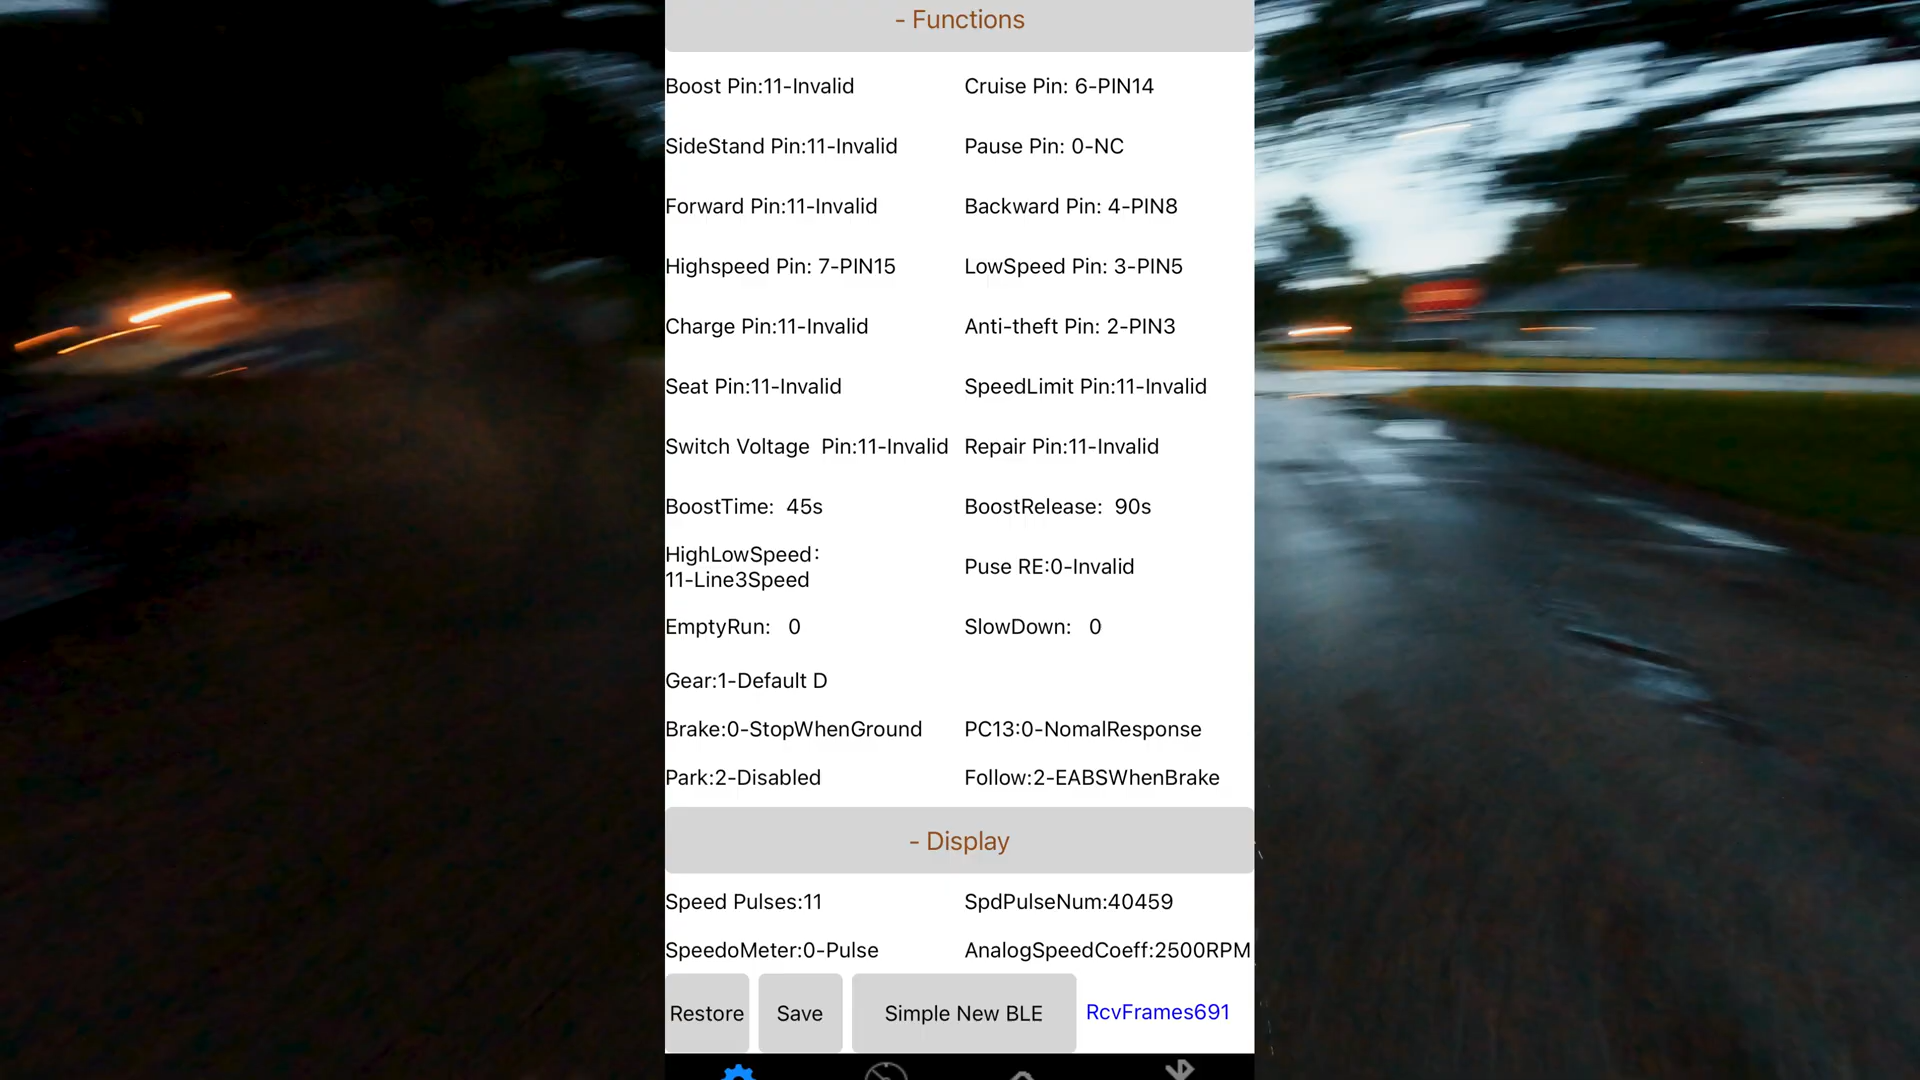 - Functions
Boost Pin:11-Invalid
Cruise Pin: 6-PIN14
SideStand Pin:11-Invalid
Pause Pin: 0-NC
Forward Pin:11-Invalid
Backward Pin: 4-PIN8
Highspeed Pin: 7-PIN15
LowSpeed Pin: 3-PIN5
Charge Pin:11-Invalid
Anti-theft Pin: 2-PIN3
Seat Pin:11-Invalid
SpeedLimit Pin:11-Invalid
Switch Voltage Pin:11-Invalid
Repair Pin:11-Invalid
BoostTime: 45s
BoostRelease: 90s
HighLowSpeed:
11-Line3Speed
Puse RE:0-Invalid
EmptyRun: 0
SlowDown: 0
Gear:1-Default D
Brake:0-StopWhenGround
PC13:0-NomalResponse
Park:2-Disabled
Follow:2-EABSWhenBrake
- Display
Speed Pulses:11
SpdPulseNum:40459
SpeedoMeter:0-Pulse
AnalogSpeedCoeff:2500RPM
Restore
Save
Simple New BLE
RcvFrames691